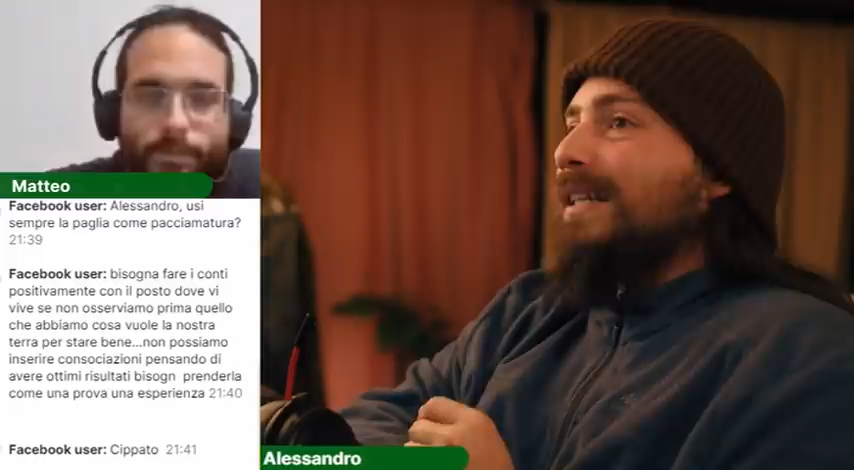 Matteo
Facebook user: Alessandro, usi
sempre la paglia come pacciamatura?
21:39
Facebook user: bisogna fare i conti
positivamente con il posto dove vi
vive se non osserviamo prima quello
che abbiamo cosa vuole la nostra
terra per stare bene...non possiamo
inserire consociazioni pensando di
avere ottimi risultati bisogn prenderla
come una prova una esperienza 21:40
Facebook user: Cippato 21:41
Alessandro